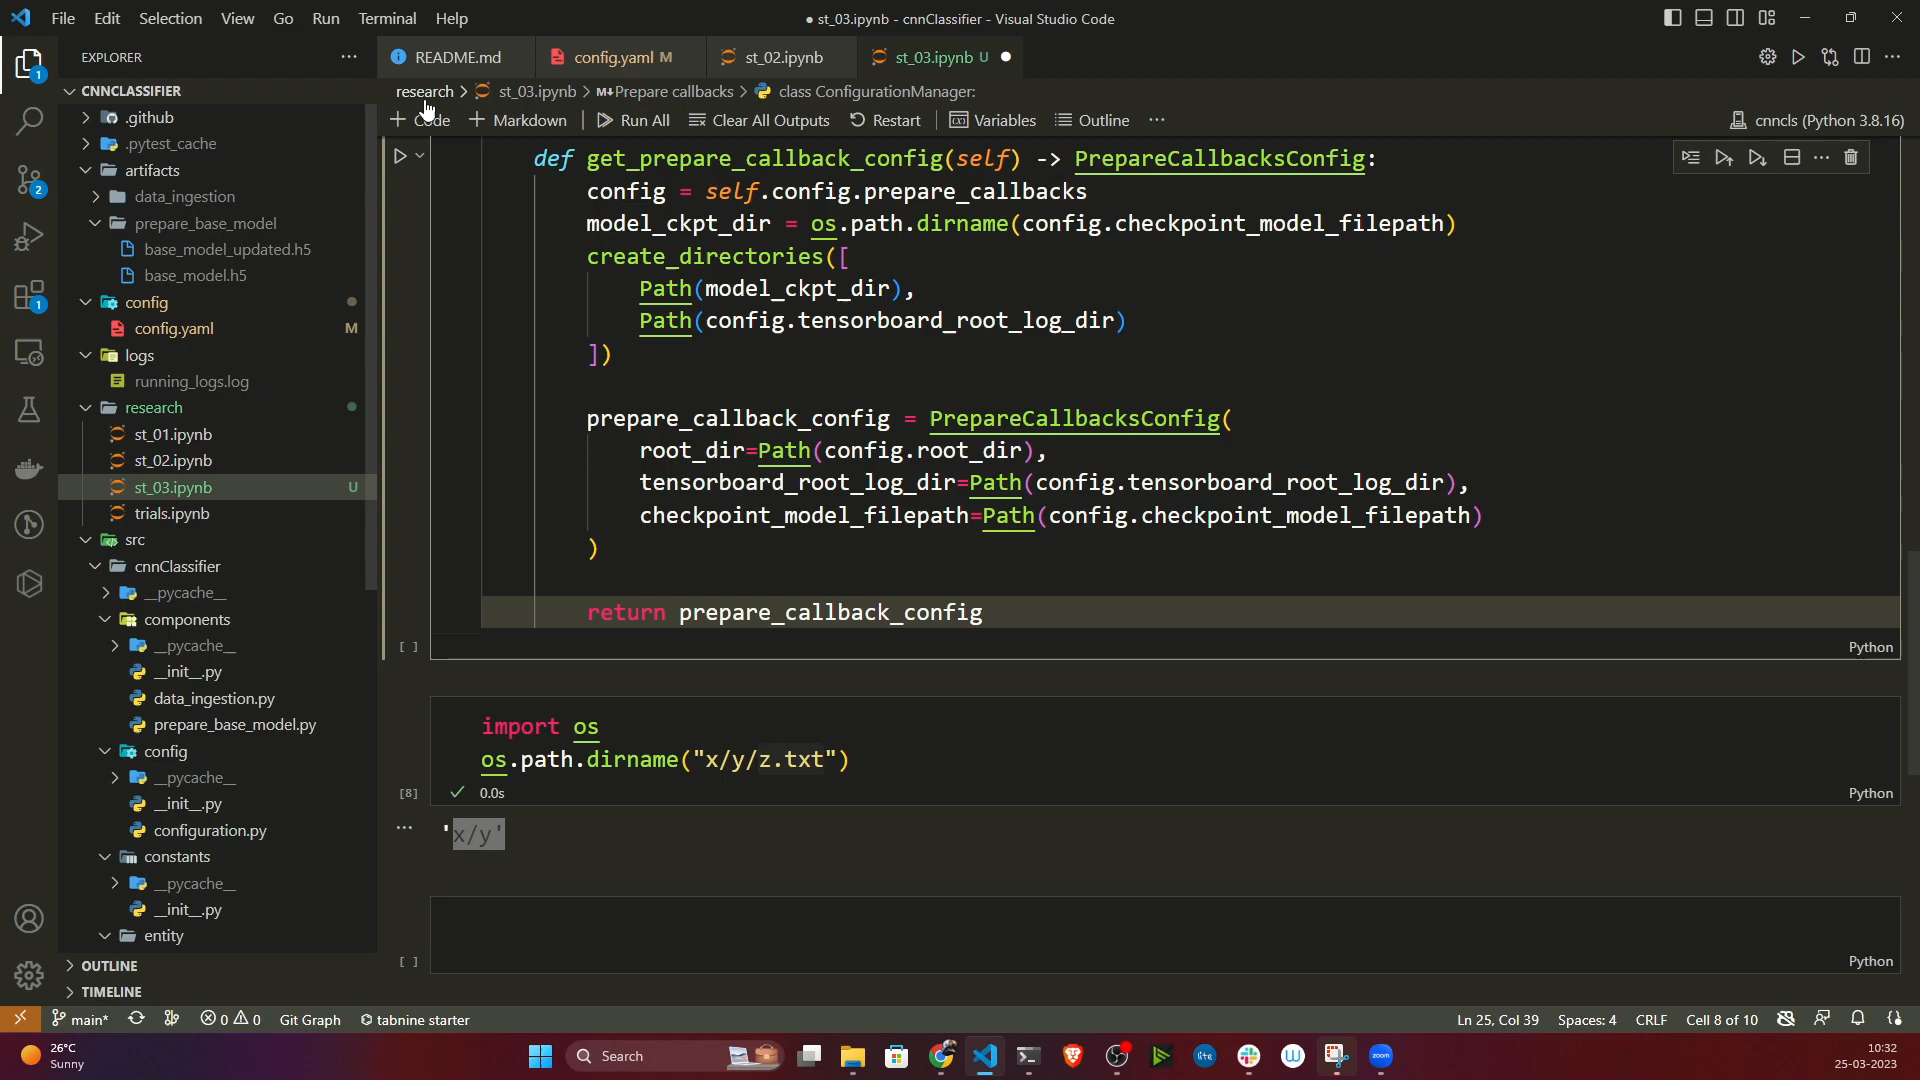 File Edit Selection View Go Run Terminal Help
● st_03.ipynb - cnnClassifier - Visual Studio Code
EXPLORER
README.md
config.yaml M
st_02.ipynb
st_03.ipynb U
CNNCLASSIFIER
research > st_03.ipynb > M↓Prepare callbacks > class ConfigurationManager:
Code Markdown Run All Clear All Outputs Restart Variables Outline
cnncls (Python 3.8.16)
.github
.pytest_cache
artifacts
data_ingestion
prepare_base_model
base_model_updated.h5
base_model.h5
config
config.yaml M
logs
running_logs.log
research
st_01.ipynb
st_02.ipynb
st_03.ipynb U
trials.ipynb
src
cnnClassifier
__pycache__
components
__pycache__
__init__.py
data_ingestion.py
prepare_base_model.py
config
__pycache__
__init__.py
configuration.py
constants
__pycache__
__init__.py
entity
OUTLINE
TIMELINE
1
2
1
def get_prepare_callback_config(self) -> PrepareCallbacksConfig:
config = self.config.prepare_callbacks
model_ckpt_dir = os.path.dirname(config.checkpoint_model_filepath)
create_directories([
Path(model_ckpt_dir),
Path(config.tensorboard_root_log_dir)
])
prepare_callback_config = PrepareCallbacksConfig(
root_dir=Path(config.root_dir),
tensorboard_root_log_dir=Path(config.tensorboard_root_log_dir),
checkpoint_model_filepath=Path(config.checkpoint_model_filepath)
)
return prepare_callback_config
[ ]
Python
import os
os.path.dirname("x/y/z.txt")
[8] 0.0s
Python
'x/y'
[ ]
Python
main* 0 0 Git Graph tabnine starter
Ln 25, Col 39 Spaces: 4 CRLF Cell 8 of 10
26°C
Sunny
Search
lite
zoom
10:32
25-03-2023